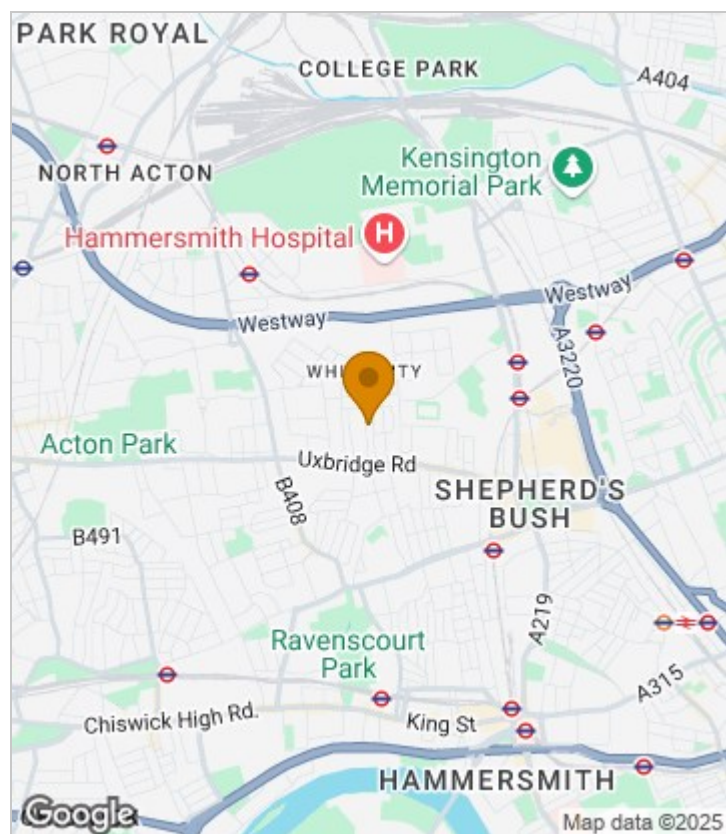 PARK ROYAL
COLLEGE PARK
A404
NORTH ACTON
Kensington
Memorial Park
Hammersmith Hospital
H
Westway
Westway
A3220
Acton Park
Uxbridge Rd
B408
SHEPHERD'S
BUSH
B491
A219
Ravenscourt
Park
A315
Chiswick High Rd.
King St
HAMMERSMITH
Google
Map data ©2025